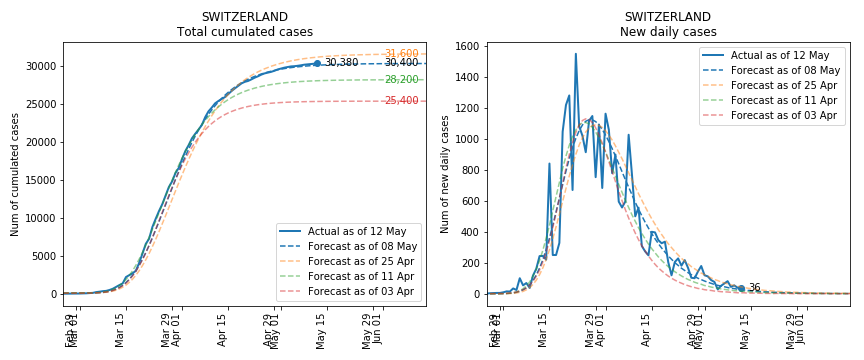 SWITZERLAND
Total cumulated cases
Num of cumulated cases
30000
25000
20000
15000
10000
5000
0
31,600
30,380
30,400
28,200
25,400
Actual as of 12 May
Forecast as of 08 May
Forecast as of 25 Apr
Forecast as of 11 Apr
Forecast as of 03 Apr
Feb 29
Mar 01
Mar 15
Mar 29
Apr 01
Apr 15
Apr 29
May 01
May 15
May 29
Jun 01
SWITZERLAND
New daily cases
Num of new daily cases
1600
1400
1200
1000
800
600
400
200
0
Actual as of 12 May
Forecast as of 08 May
Forecast as of 25 Apr
Forecast as of 11 Apr
Forecast as of 03 Apr
36
Feb 29
Mar 01
Mar 15
Mar 29
Apr 01
Apr 15
Apr 29
May 01
May 15
May 29
Jun 01